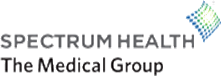 SPECTRUM HEALTH
The Medical Group